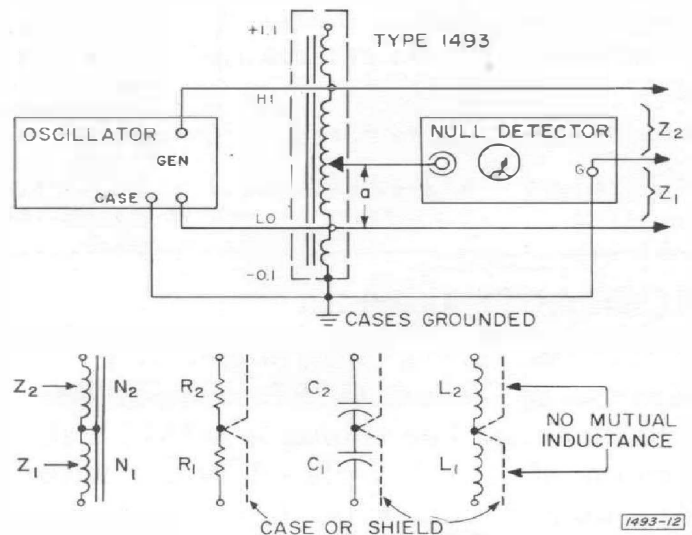 +1.1
TYPE 1493
HI
OSCILLATOR
GEN
CASE
NULL DETECTOR
G
Z2
a
Z1
LO
-0.1
CASES GROUNDED
Z2 N2
Z1 N1
R2
R1
C2
C1
L2
L1
NO MUTUAL
INDUCTANCE
CASE OR SHIELD
1493-12